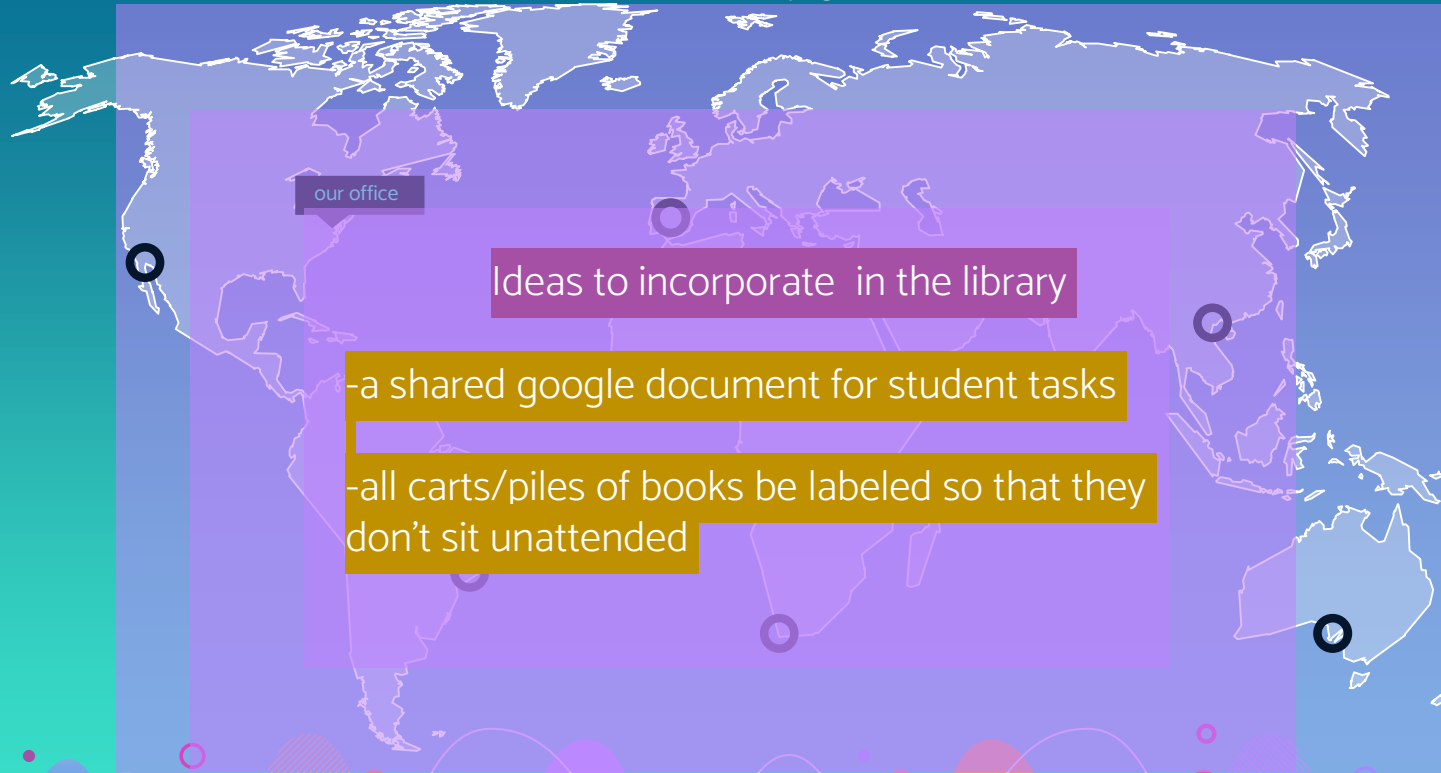 our office
Ideas to incorporate  in the library
-a shared google document for student tasks
-all carts/piles of books be labeled so that they
don’t sit unattended